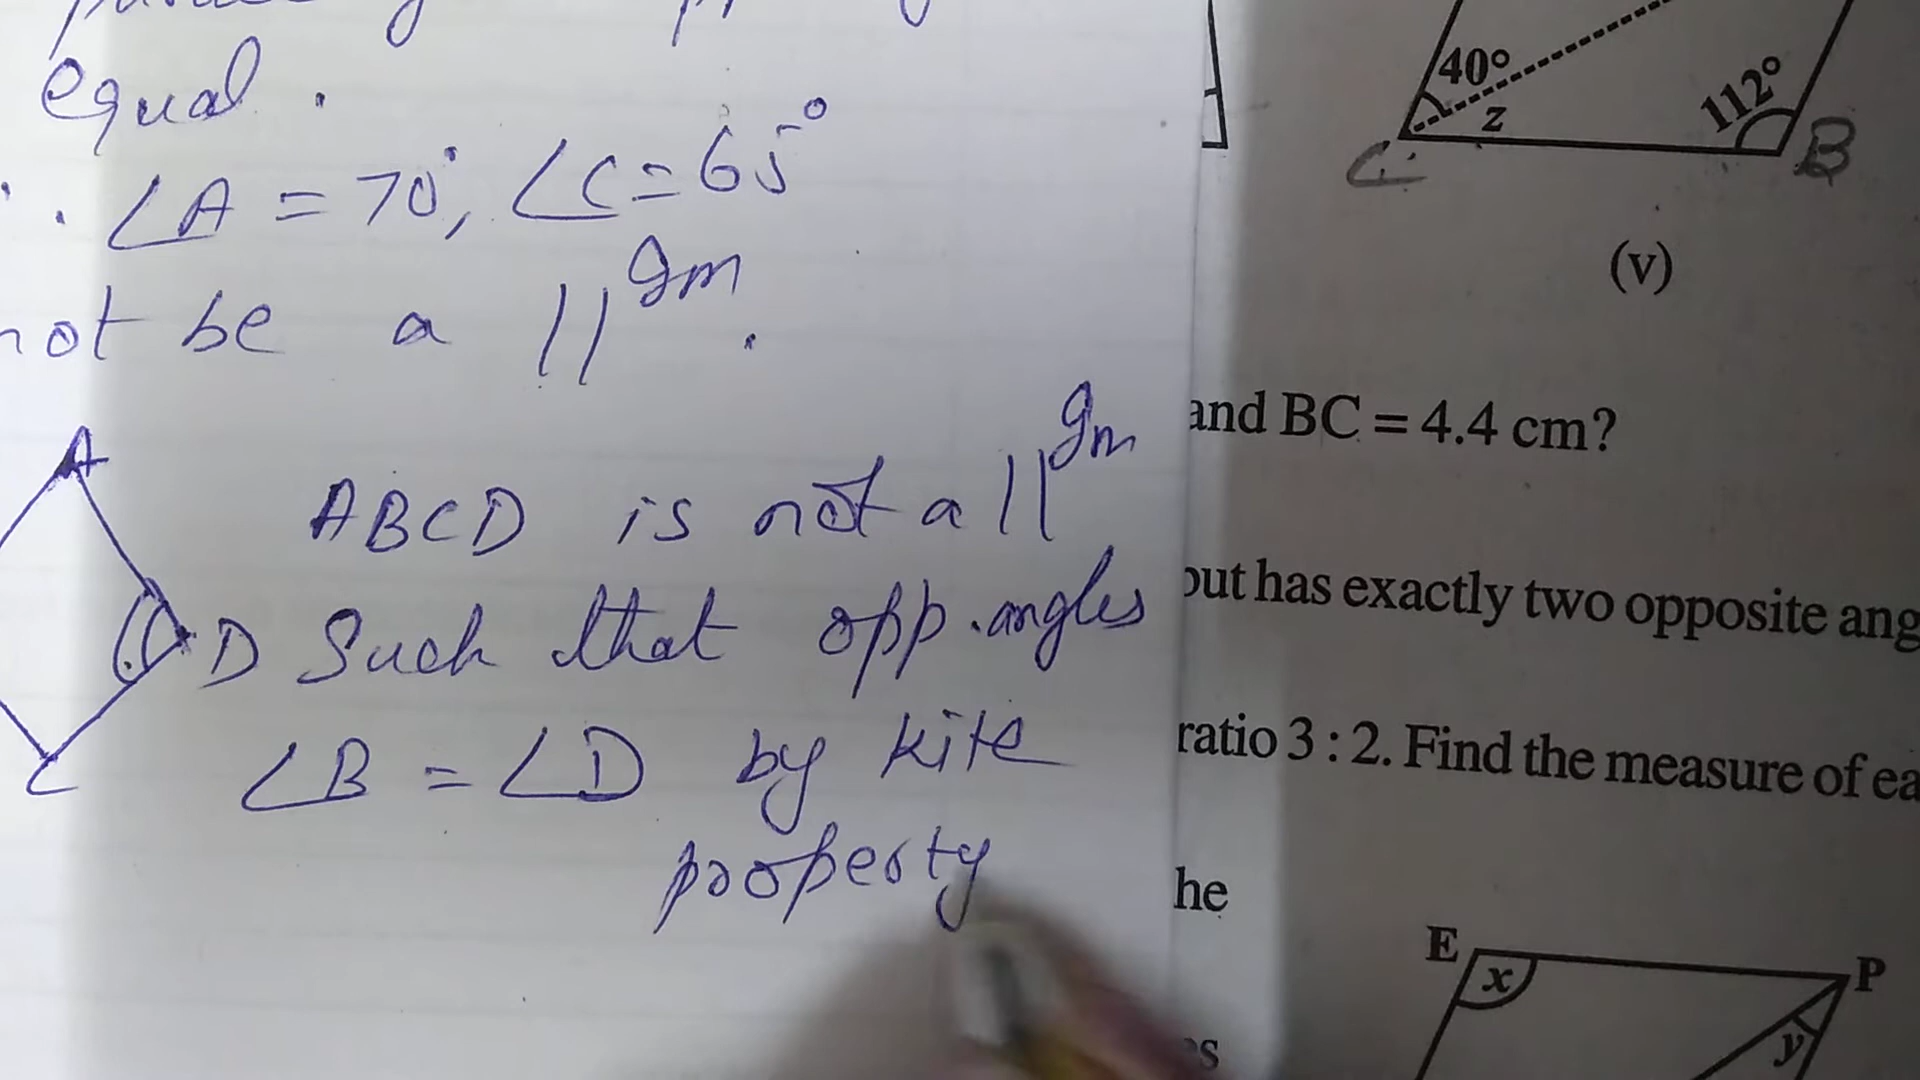 equal.
∴ ∠A = 70°, ∠C = 65°
not be a ||gm.
A
ABCD is not a ||gm
D Such that opp. angles
∠B = ∠D by kite
C
property
40°
z
112°
C
B
(v)
and BC = 4.4 cm?
but has exactly two opposite ang
ratio 3 : 2. Find the measure of ea
he
E
x
P
y